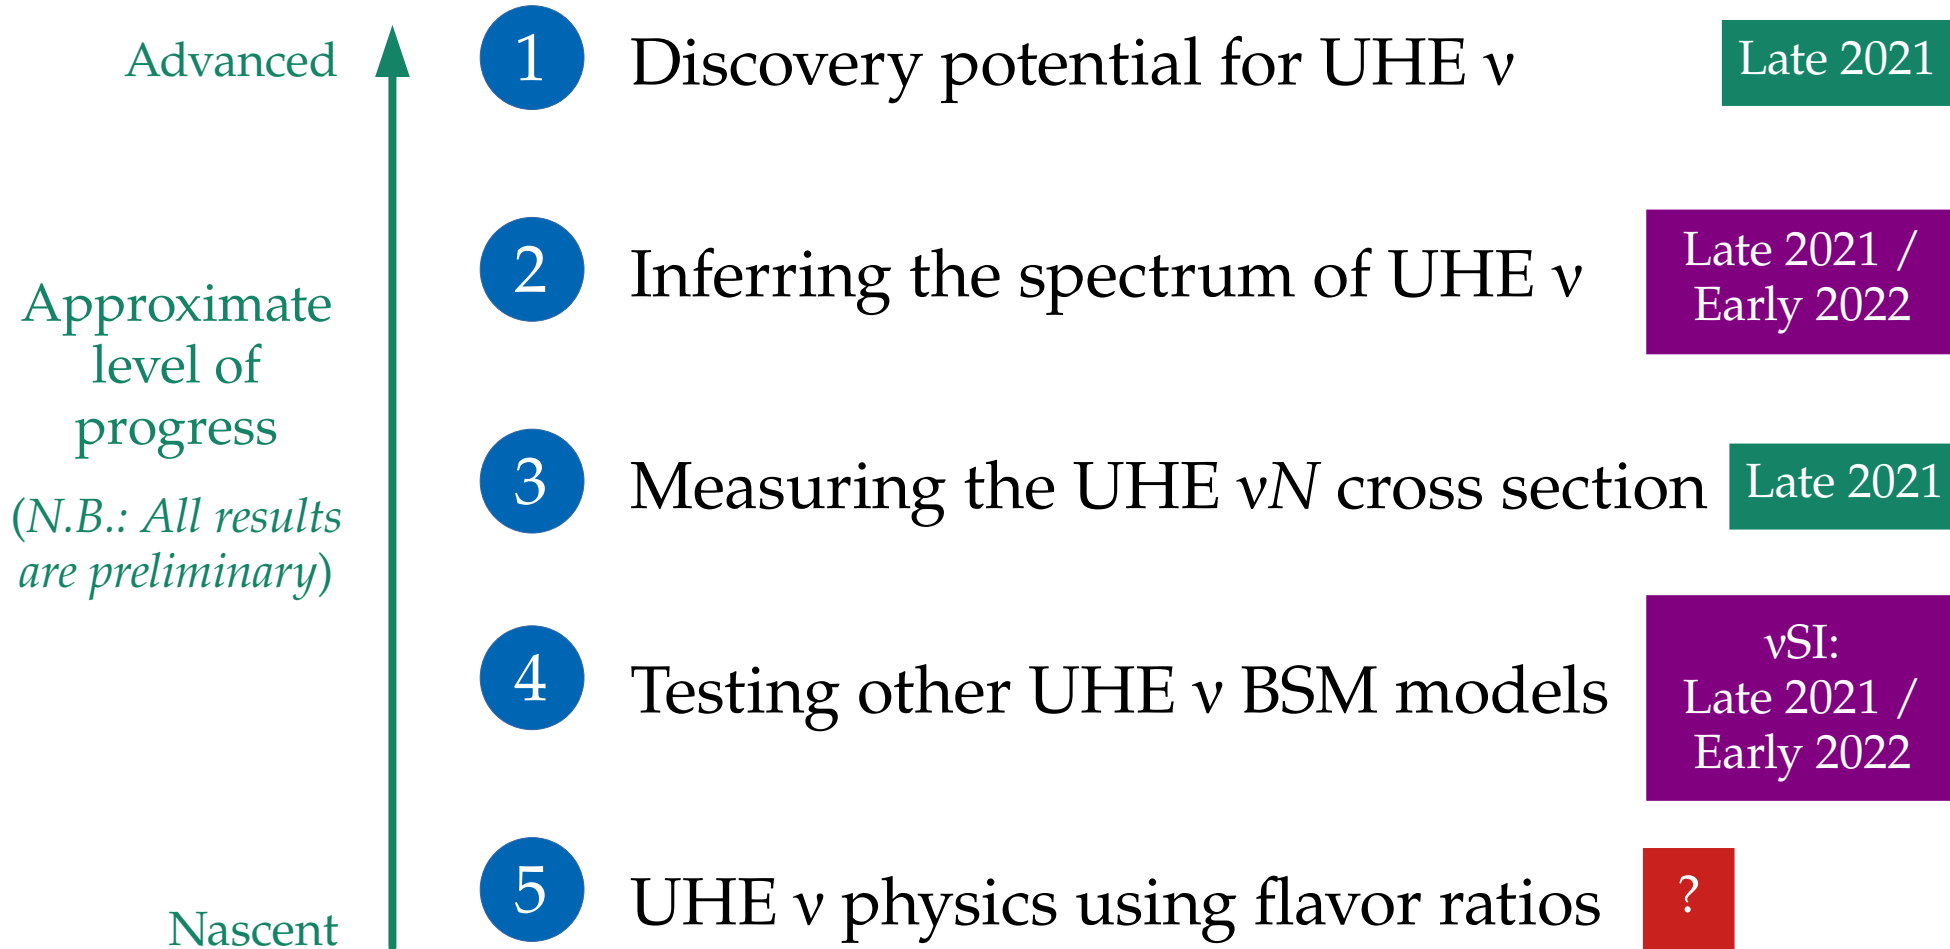 Advanced
Approximate
level of
progress
(N.B.: All results
are preliminary)
Nascent
1 Discovery potential for UHE ν Late 2021
2 Inferring the spectrum of UHE ν
Late 2021 /
Early 2022
3 Measuring the UHE νN cross section Late 2021
4 Testing other UHE ν BSM models
νSI:
Late 2021 /
Early 2022
5 UHE ν physics using flavor ratios ?